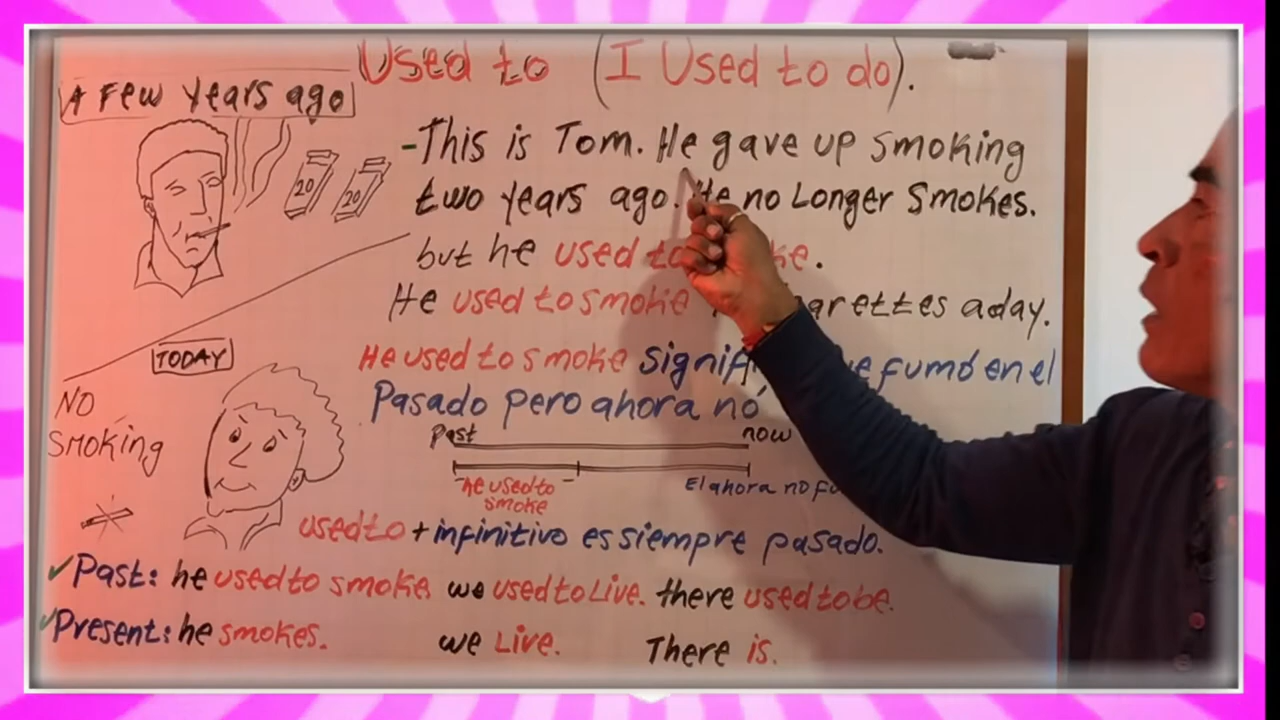 Used to (I Used to do).
A Few Years ago
20 20
-This is Tom. He gave up smoking
two years ago. He no Longer Smokes.
but he used to
He used to smoke cigarettes a day.
TODAY
He used to smoke fumó en el
Pasado pero ahora nó
NO
SMOKing
Past now
he used to
smoke
El ahora no
used to + infinitivo es siempre pasado.
✓Past: he used to smoke we used to Live. there used to be.
✓Present: he smokes. we Live. There is.